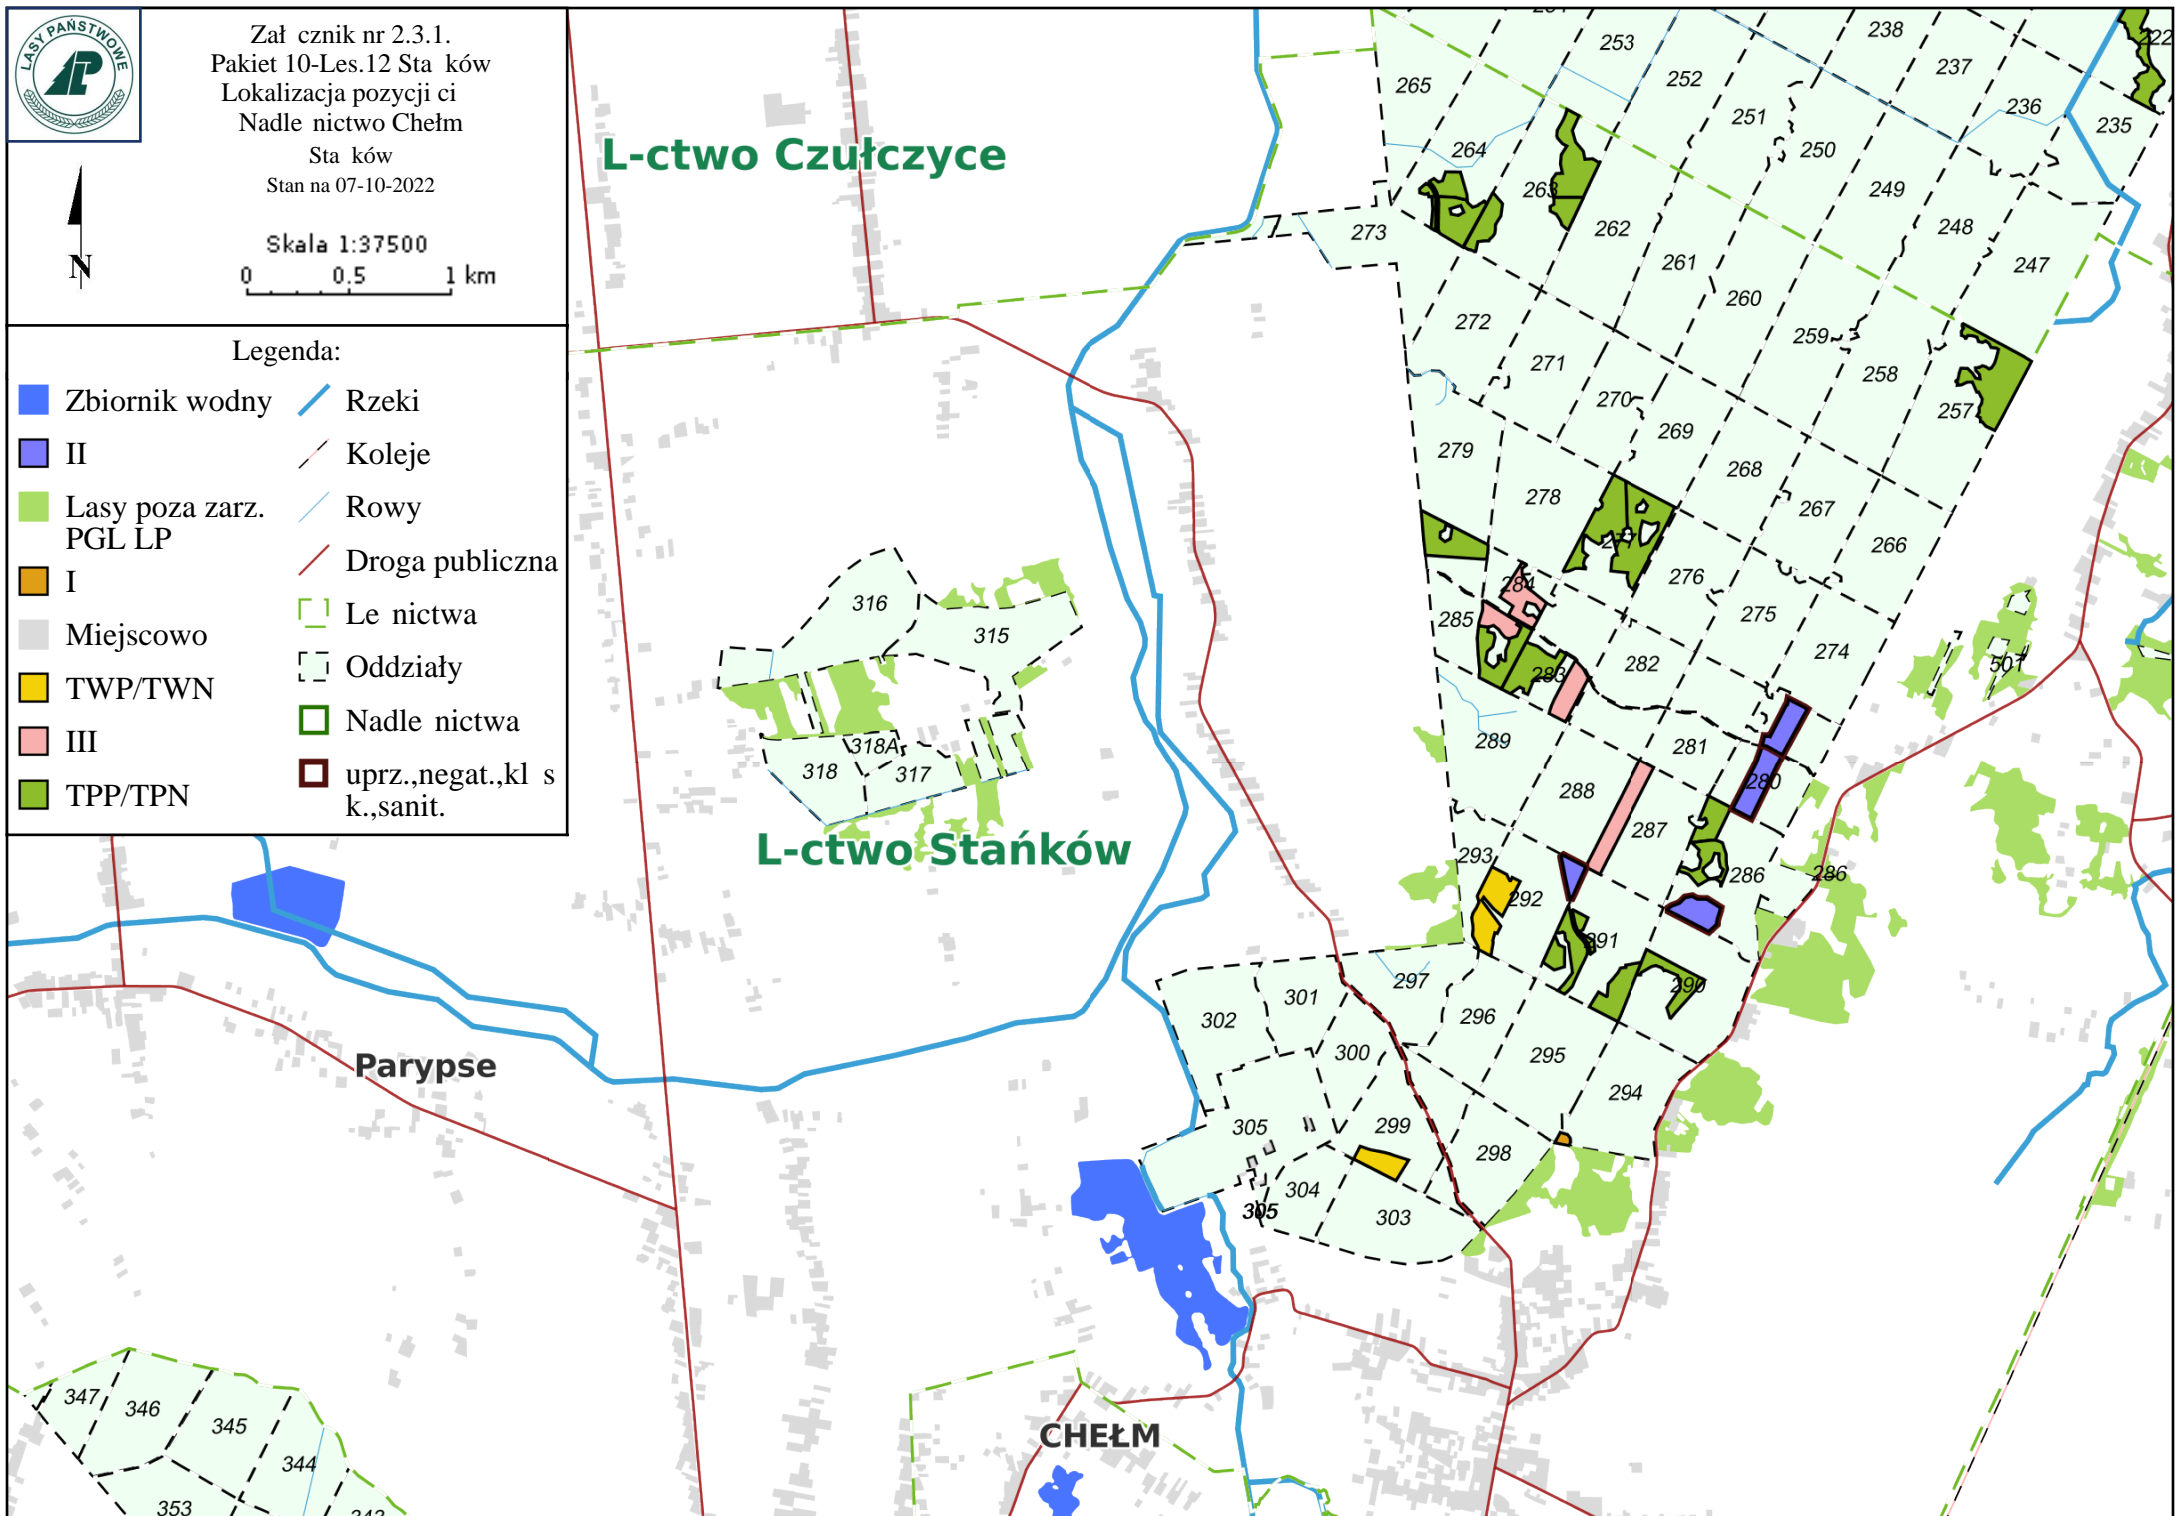 LASY PAŃSTWOWE
Zał cznik nr 2.3.1.
Pakiet 10-Les.12 Sta ków
Lokalizacja pozycji ci
Nadle nictwo Chełm
Sta ków
Stan na 07-10-2022
N
Skala 1:37500
0 0.5 1 km
Legenda:
Zbiornik wodny
II
Lasy poza zarz.
PGL LP
I
Miejscowo
TWP/TWN
III
TPP/TPN
Rzeki
Koleje
Rowy
Droga publiczna
Le nictwa
Oddziały
Nadle nictwa
uprz.,negat.,kl s
k.,sanit.
L-ctwo Czułczyce
L-ctwo Stańków
Parypse
CHEŁM
253
238
222
265
252
237
251
236
235
264
250
263
249
262
248
273
261
247
260
272
259
271
258
270
257
269
279
268
278
267
277
266
276
284
275
316
285
315
274
282
283
501
289
281
318A
318
317
280
288
287
293
286
286
292
291
297
290
301
302
296
300
295
294
299
305
298
304
305
303
347
346
345
344
353
343